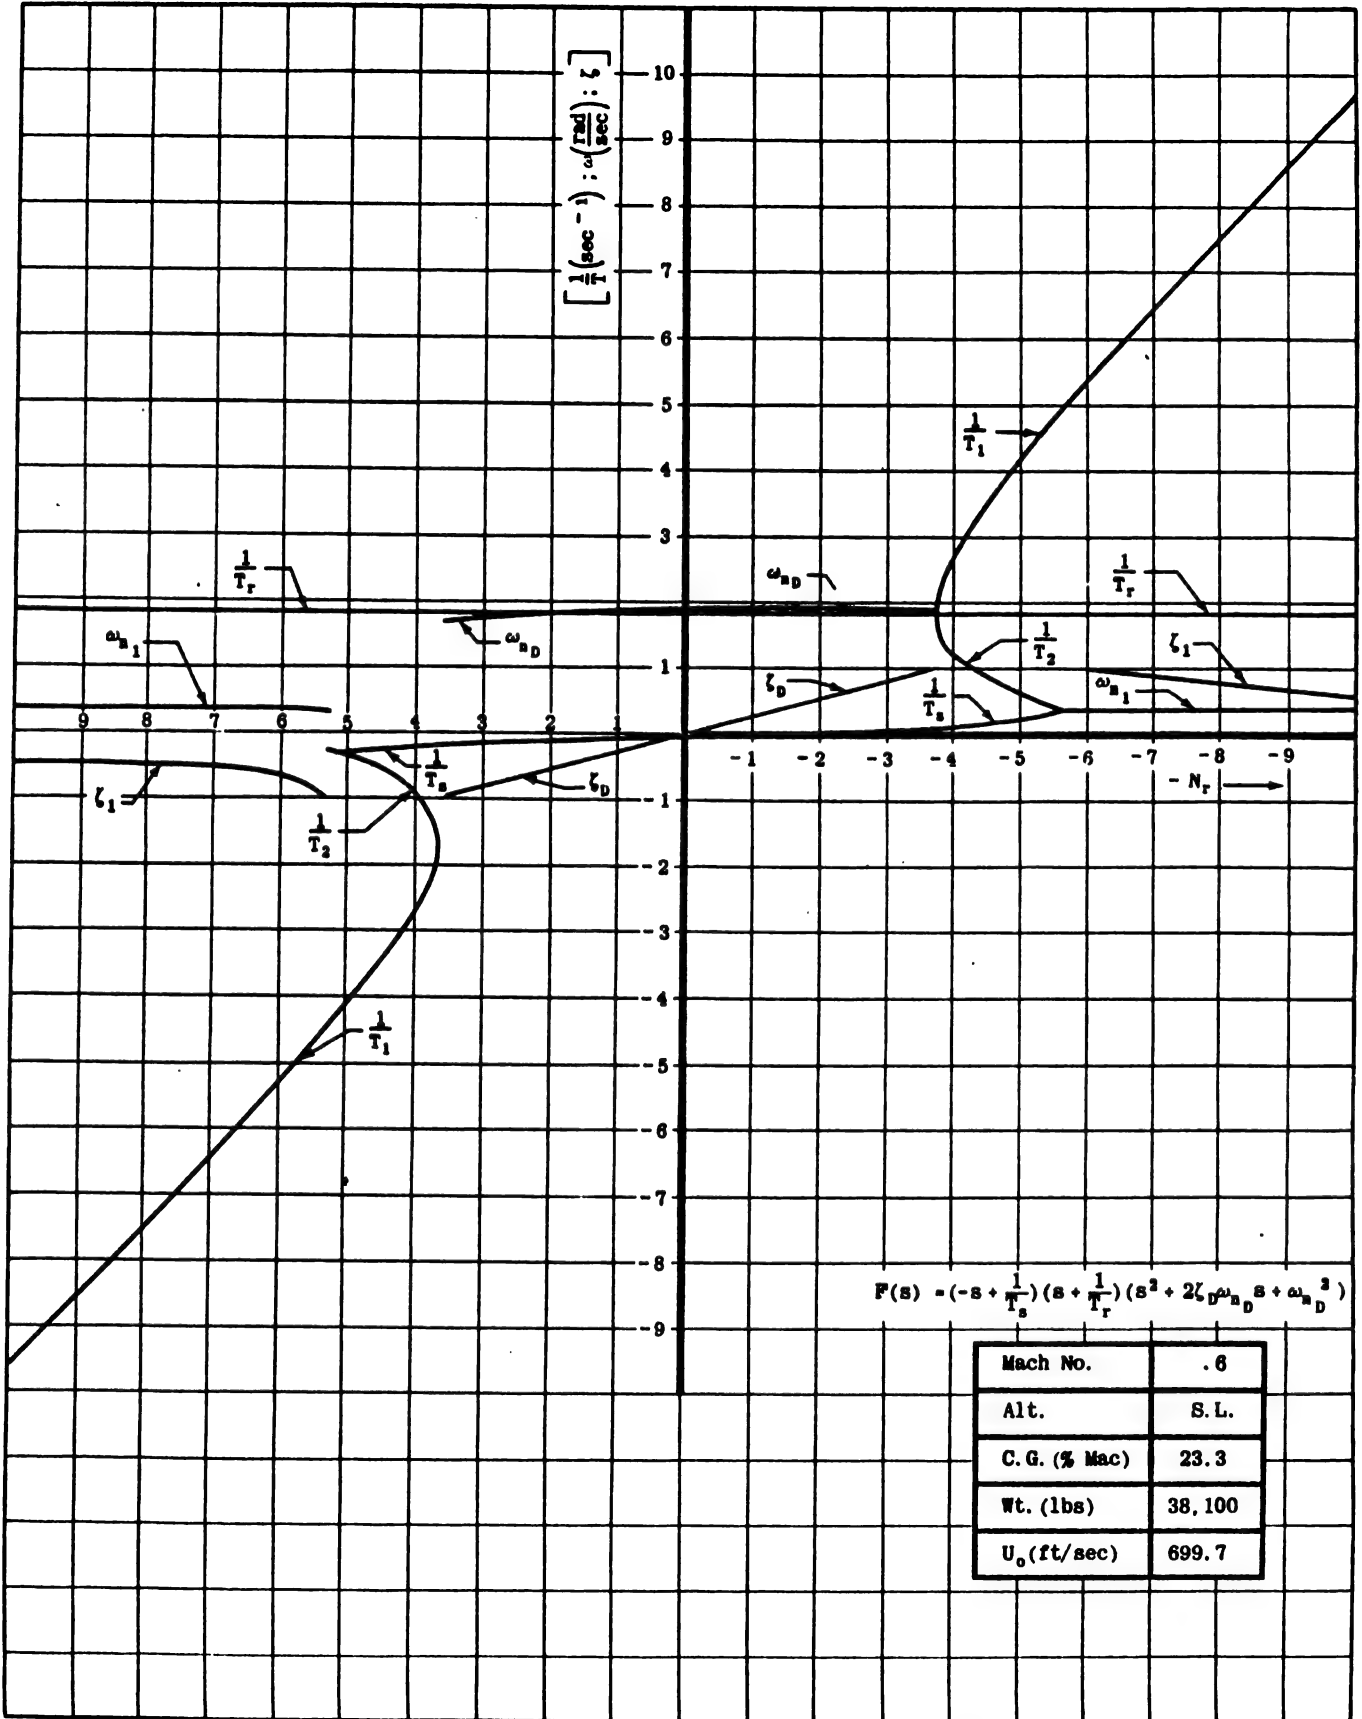 [1/T (sec⁻¹) : ω (rad/sec) : ζ]
10
9
8
7
6
5
4
3
1
1/T₁
1/Tᵣ
ω_nD
1/Tᵣ
ω_n₁
ω_nD
1/T₂
ζ₁
ζ_D
1/Tₛ
ω_n₁
9 8 7 6 5 4 3 2 1
-1 -2 -3 -4 -5 -6 -7 -8 -9
- Nᵣ
1/Tₛ
ζ_D
ζ₁
1/T₂
-1
-2
-3
-4
1/T₁
-5
-6
-7
-8
-9
F(s) = (-s + 1/Tₛ)(s + 1/Tᵣ)(s² + 2ζ_D ω_nD s + ω_nD²)
Mach No. .6
Alt. S.L.
C.G. (% Mac) 23.3
Wt. (lbs) 38,100
U₀ (ft/sec) 699.7